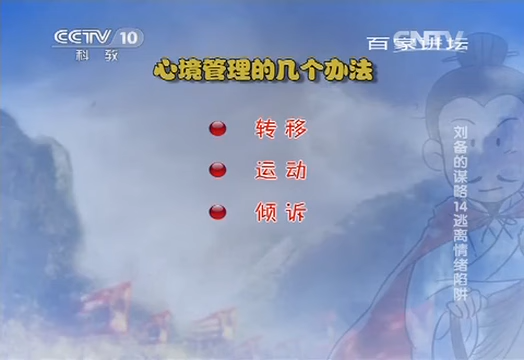 CCTV 10
科教
CNTV
百家讲坛
心境管理的几个办法
转移
运动
倾诉
刘备的谋略14逃离情绪陷阱